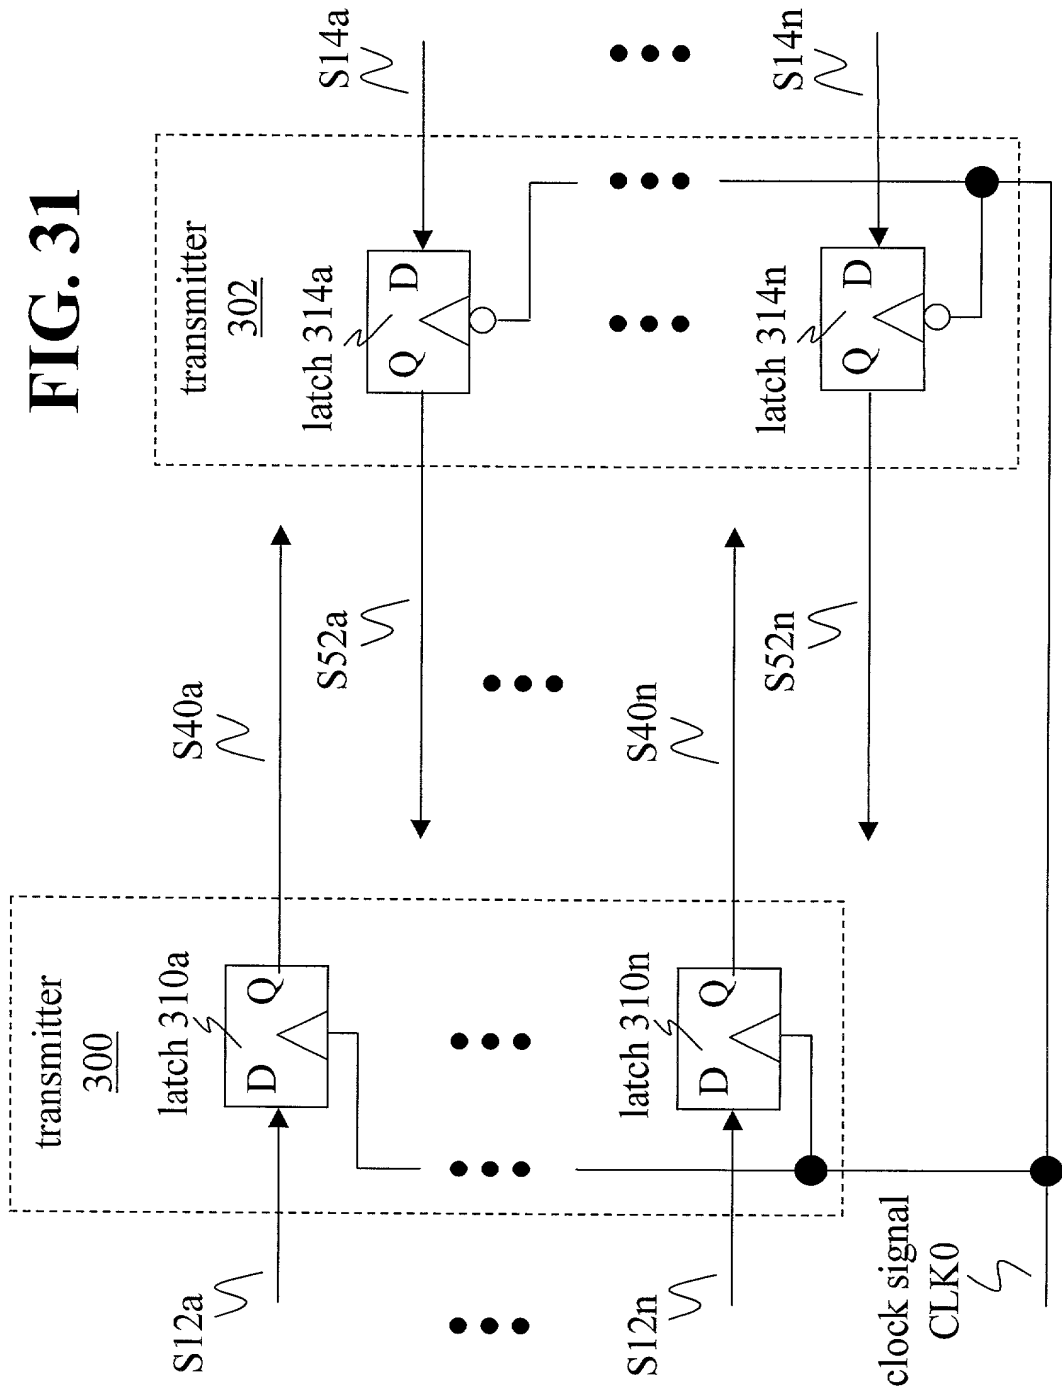 FIG. 31
transmitter
300
transmitter
302
latch 310a
D
Q
S12a
S40a
latch 314a
Q
D
S14a
S52a
latch 310n
D
Q
S12n
S40n
latch 314n
Q
D
S14n
S52n
clock signal
CLK0